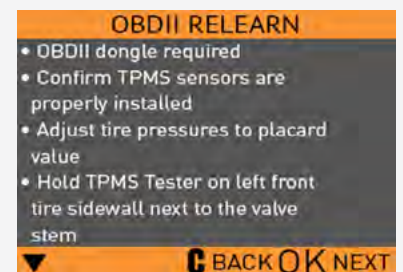 OBDII RELEARN
• OBDII dongle required
• Confirm TPMS sensors are
properly installed
• Adjust tire pressures to placard
value
• Hold TPMS Tester on left front
tire sidewall next to the valve
stem
C BACK OK NEXT